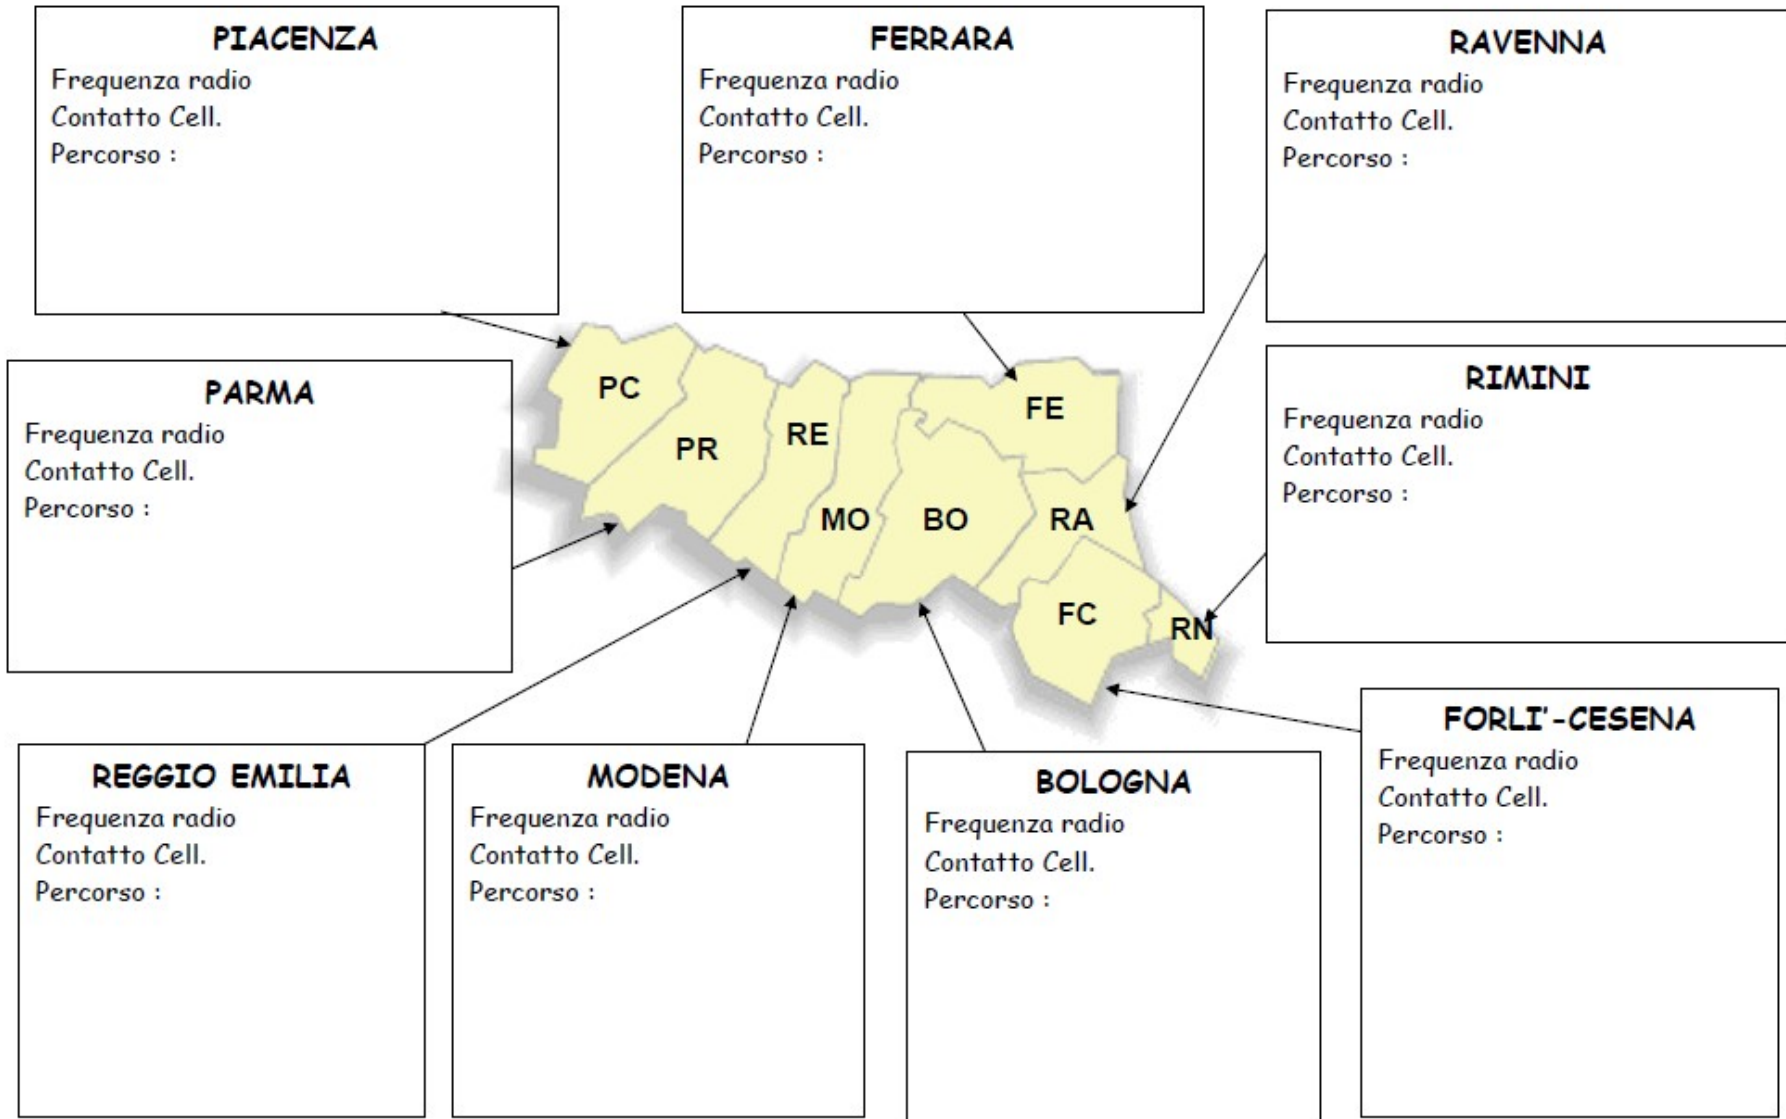 PIACENZA
Frequenza radio
Contatto Cell.
Percorso :
FERRARA
Frequenza radio
Contatto Cell.
Percorso :
RAVENNA
Frequenza radio
Contatto Cell.
Percorso :
PARMA
Frequenza radio
Contatto Cell.
Percorso :
RIMINI
Frequenza radio
Contatto Cell.
Percorso :
PC
PR
RE
MO
BO
FE
RA
FC
RN
REGGIO EMILIA
Frequenza radio
Contatto Cell.
Percorso :
MODENA
Frequenza radio
Contatto Cell.
Percorso :
BOLOGNA
Frequenza radio
Contatto Cell.
Percorso :
FORLI'-CESENA
Frequenza radio
Contatto Cell.
Percorso :